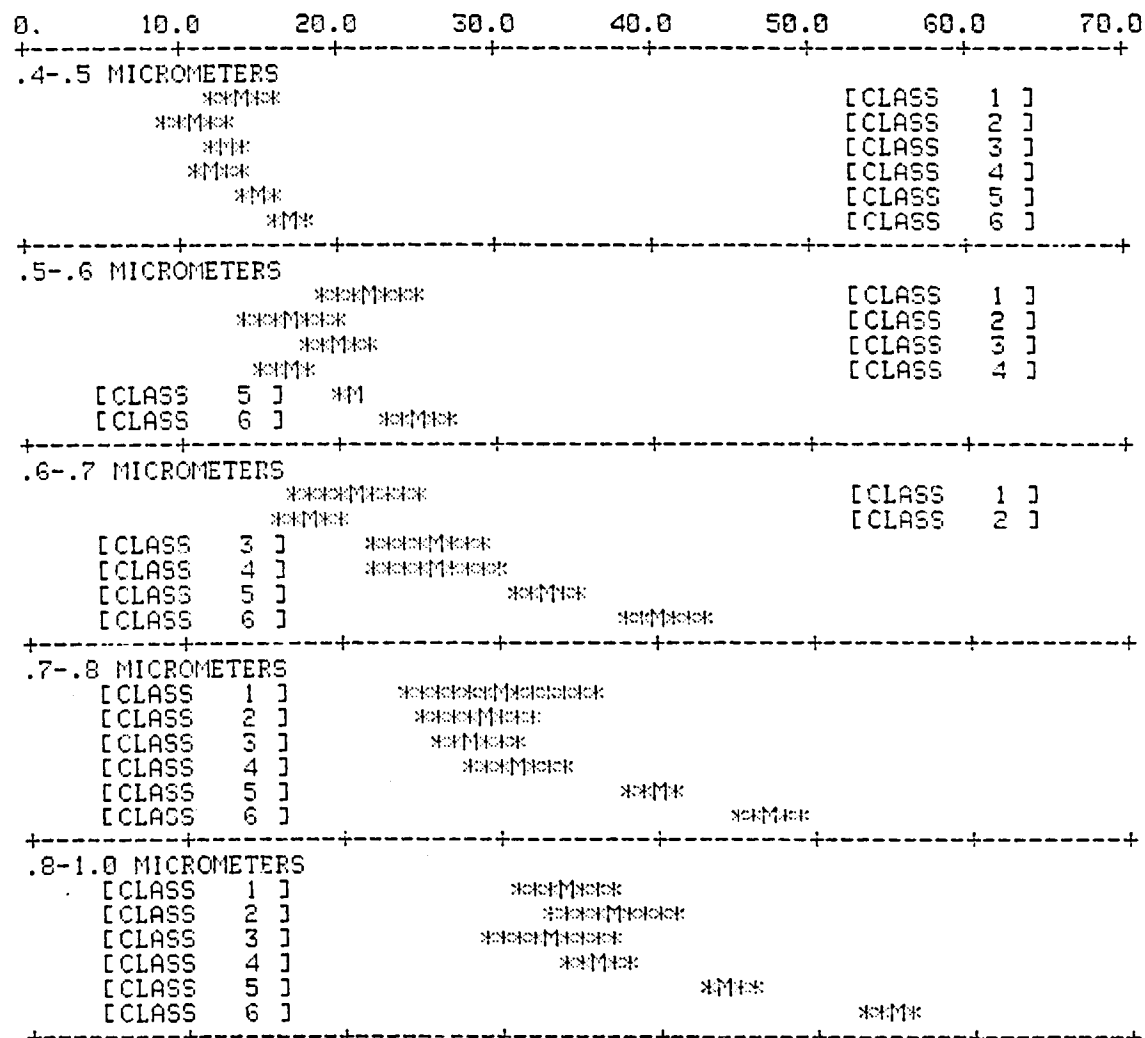 0. 10.0 20.0 30.0 40.0 50.0 60.0 70.0
+---------+---------+---------+---------+---------+---------+---------+
.4-.5 MICROMETERS
**M** [CLASS 1 ]
**M** [CLASS 2 ]
*M* [CLASS 3 ]
*M** [CLASS 4 ]
*M* [CLASS 5 ]
*M* [CLASS 6 ]
+---------+---------+---------+---------+---------+---------+---------+
.5-.6 MICROMETERS
***M*** [CLASS 1 ]
***M*** [CLASS 2 ]
**M** [CLASS 3 ]
**M* [CLASS 4 ]
[CLASS 5 ] *M
[CLASS 6 ] **M**
+---------+---------+---------+---------+---------+---------+---------+
.6-.7 MICROMETERS
****M**** [CLASS 1 ]
**M** [CLASS 2 ]
[CLASS 3 ] ****M***
[CLASS 4 ] ****M****
[CLASS 5 ] **M**
[CLASS 6 ] **M***
+---------+---------+---------+---------+---------+---------+---------+
.7-.8 MICROMETERS
[CLASS 1 ] ******M******
[CLASS 2 ] ****M***
[CLASS 3 ] **M***
[CLASS 4 ] ***M***
[CLASS 5 ] **M*
[CLASS 6 ] **M**
+---------+---------+---------+---------+---------+---------+---------+
.8-1.0 MICROMETERS
[CLASS 1 ] ***M***
[CLASS 2 ] ****M****
[CLASS 3 ] ****M****
[CLASS 4 ] **M**
[CLASS 5 ] *M**
[CLASS 6 ] **M*
+---------+---------+---------+---------+---------+---------+---------+